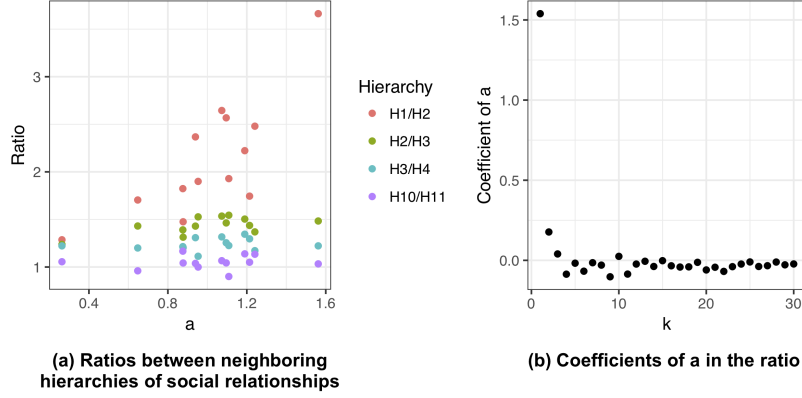 Ratio
3
2
1
0.4
0.8
1.2
1.6
a
Hierarchy
H1/H2
H2/H3
H3/H4
H10/H11
(a) Ratios between neighboring
hierarchies of social relationships
Coefficient of a
1.5
1.0
0.5
0.0
0
10
20
30
k
(b) Coefficients of a in the ratio